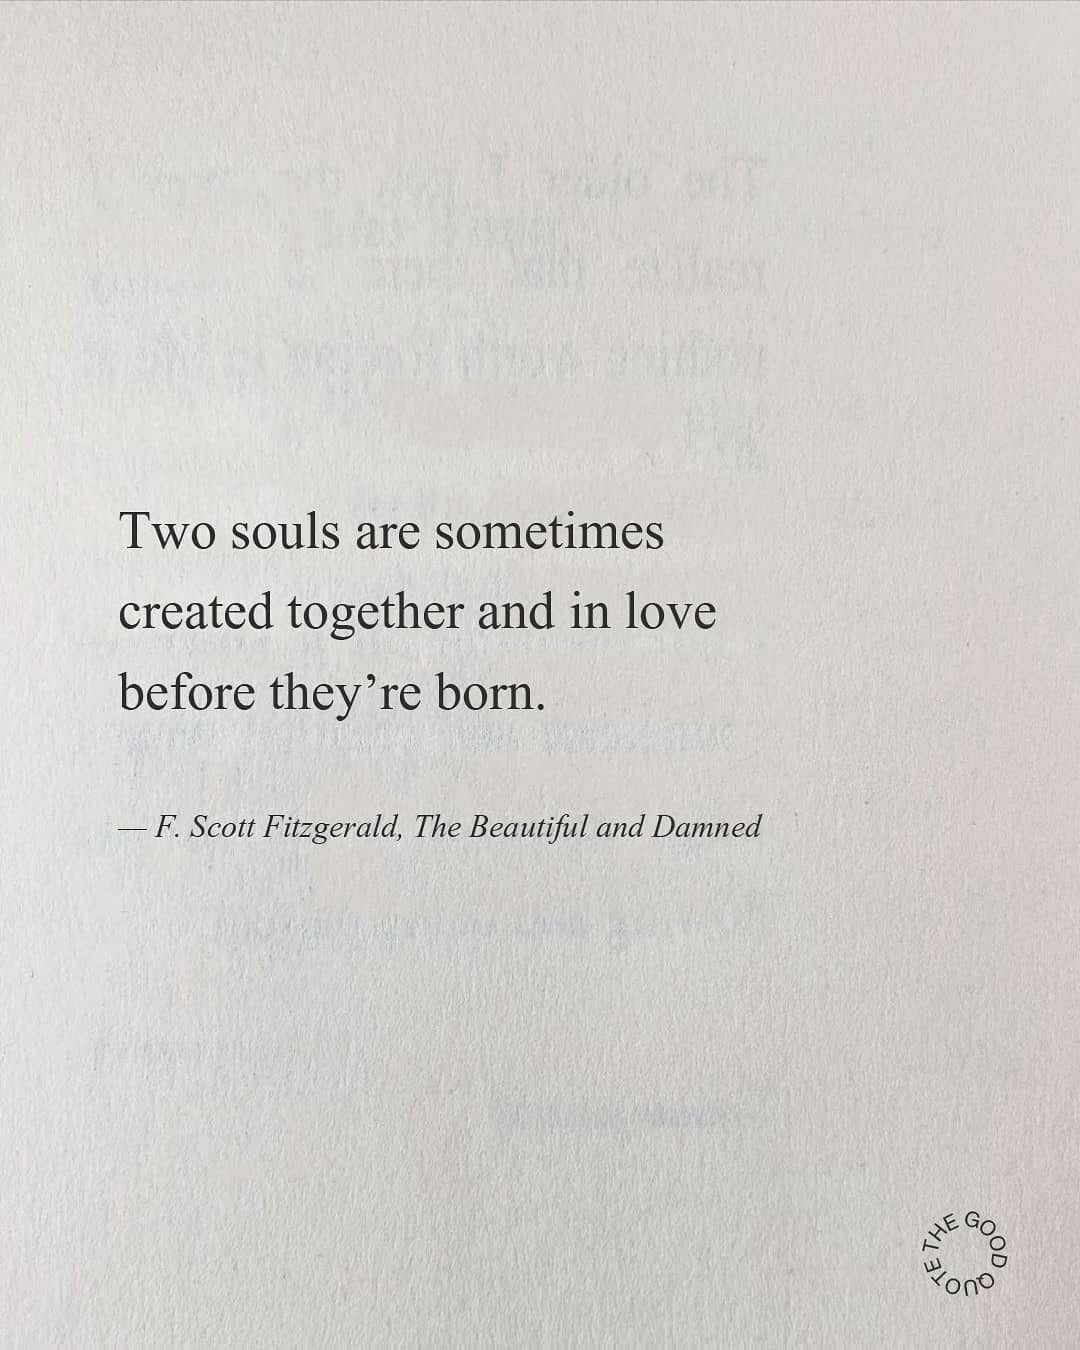 Two souls are sometimes
created together and in love
before they’re born.
— F. Scott Fitzgerald, The Beautiful and Damned
THE GOOD QUOTE